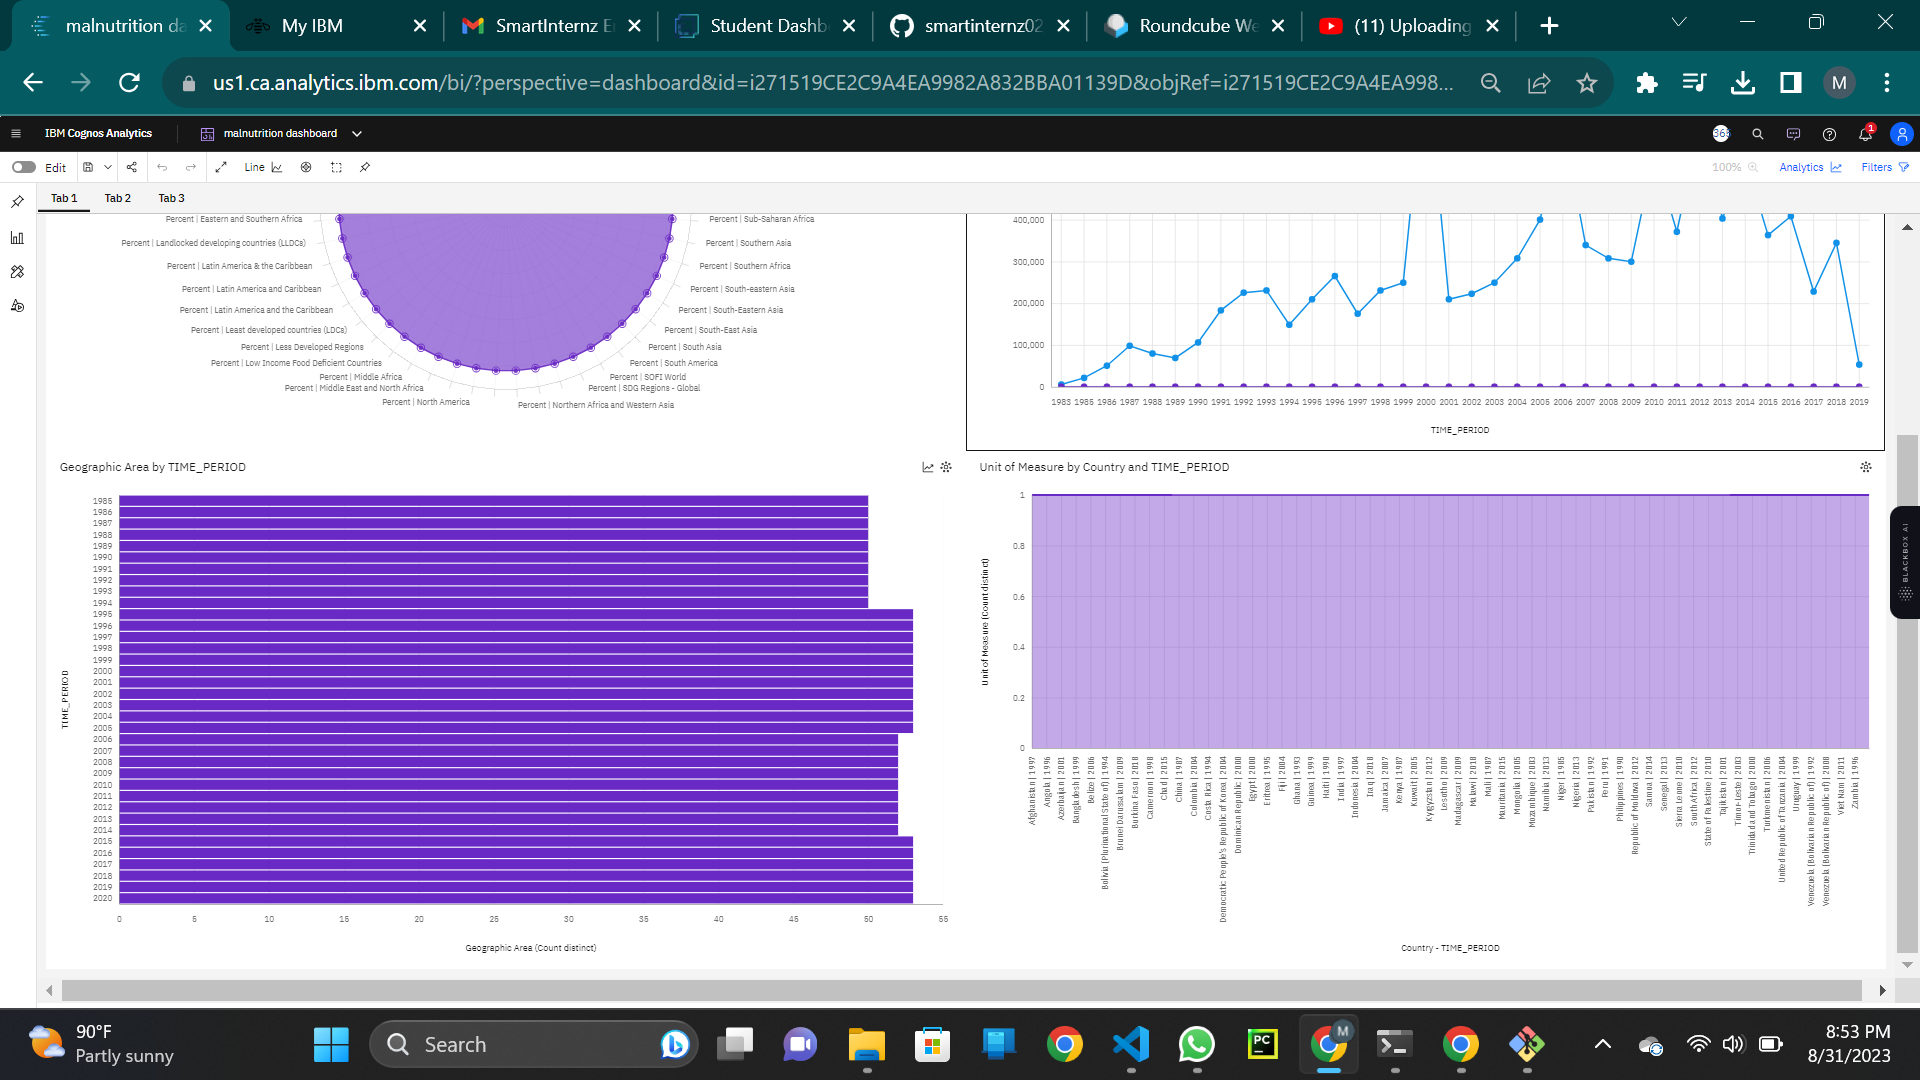 malnutrition da
My IBM
SmartInternz E
Student Dashb
smartinternz02
Roundcube We
(11) Uploading
us1.ca.analytics.ibm.com/bi/?perspective=dashboard&id=i271519CE2C9A4EA9982A832BBA01139D&objRef=i271519CE2C9A4EA998...
M
IBM Cognos Analytics
malnutrition dashboard
1
Edit
Line
100%
Analytics
Filters
Tab 1
Tab 2
Tab 3
Percent | Eastern and Southern Africa
Percent | Landlocked developing countries (LLDCs)
Percent | Latin America & the Caribbean
Percent | Latin America and Caribbean
Percent | Latin America and the Caribbean
Percent | Least developed countries (LDCs)
Percent | Less Developed Regions
Percent | Low Income Food Deficient Countries
Percent | Middle Africa
Percent | Middle East and North Africa
Percent | North America
Percent | Sub-Saharan Africa
Percent | Southern Asia
Percent | Southern Africa
Percent | South-eastern Asia
Percent | South-Eastern Asia
Percent | South-East Asia
Percent | South Asia
Percent | South America
Percent | SOFI World
Percent | SDG Regions - Global
Percent | Northern Africa and Western Asia
400,000
300,000
200,000
100,000
0
1983 1985 1986 1987 1988 1989 1990 1991 1992 1993 1994 1995 1996 1997 1998 1999 2000 2001 2002 2003 2004 2005 2006 2007 2008 2009 2010 2011 2012 2013 2014 2015 2016 2017 2018 2019
TIME_PERIOD
Geographic Area by TIME_PERIOD
TIME_PERIOD
1985
1986
1987
1988
1989
1990
1991
1992
1993
1994
1995
1996
1997
1998
1999
2000
2001
2002
2003
2004
2005
2006
2007
2008
2009
2010
2011
2012
2013
2014
2015
2016
2017
2018
2019
2020
0 5 10 15 20 25 30 35 40 45 50 55
Geographic Area (Count distinct)
Unit of Measure by Country and TIME_PERIOD
Unit of Measure (Count distinct)
1
0.8
0.6
0.4
0.2
0
Afghanistan | 1997
Angola | 1996
Azerbaijan | 2001
Bangladesh | 1999
Belize | 2006
Bolivia (Plurinational State of) | 1994
Brunei Darussalam | 2009
Burkina Faso | 2018
Cameroon | 1998
Chad | 2015
China | 1987
Colombia | 2004
Costa Rica | 1994
Democratic People's Republic of Korea | 2004
Dominican Republic | 2000
Egypt | 2000
Eritrea | 1995
Fiji | 2004
Ghana | 1993
Guinea | 1999
Haiti | 1990
India | 1997
Indonesia | 2004
Iraq | 2018
Jamaica | 2007
Kenya | 1987
Kuwait | 2005
Kyrgyzstan | 2012
Lesotho | 2009
Madagascar | 2009
Malawi | 2018
Mali | 1987
Mauritania | 2015
Mongolia | 2005
Mozambique | 2003
Namibia | 2013
Niger | 1985
Nigeria | 2013
Pakistan | 1992
Peru | 1991
Philippines | 1990
Republic of Moldova | 2012
Samoa | 2014
Senegal | 2013
Sierra Leone | 2010
South Africa | 2012
State of Palestine | 2010
Tajikistan | 2001
Timor-Leste | 2003
Trinidad and Tobago | 2000
Turkmenistan | 2006
United Republic of Tanzania | 2004
Uruguay | 1999
Venezuela (Bolivarian Republic of) | 1992
Venezuela (Bolivarian Republic of) | 2008
Viet Nam | 2011
Zambia | 1996
Country - TIME_PERIOD
BLACKBOX AI
90°F
Partly sunny
Search
PC
M
8:53 PM
8/31/2023